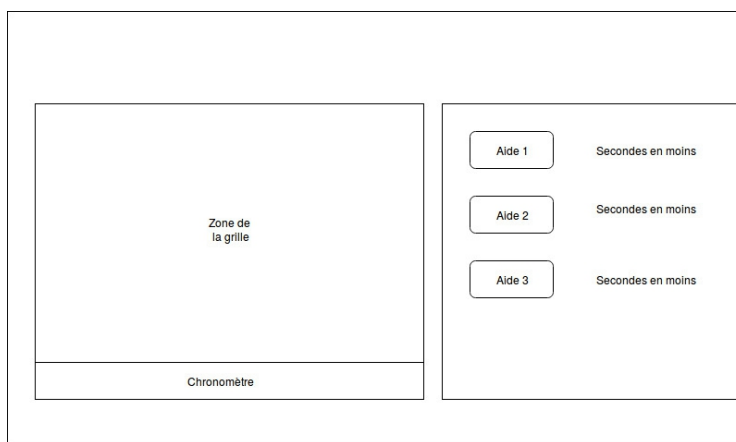 Zone de
la grille
Chronomètre
Aide 1
Secondes en moins
Aide 2
Secondes en moins
Aide 3
Secondes en moins